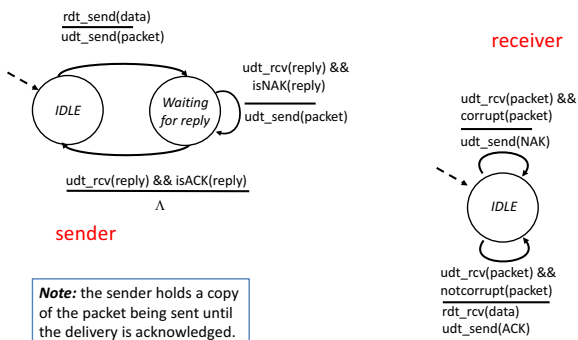 rdt_send(data)
udt_send(packet)
IDLE
Waiting
for reply
udt_rcv(reply) &&
isNAK(reply)
udt_send(packet)
udt_rcv(reply) && isACK(reply)
Λ
sender
Note: the sender holds a copy
of the packet being sent until
the delivery is acknowledged.
receiver
udt_rcv(packet) &&
corrupt(packet)
udt_send(NAK)
IDLE
udt_rcv(packet) &&
notcorrupt(packet)
rdt_rcv(data)
udt_send(ACK)